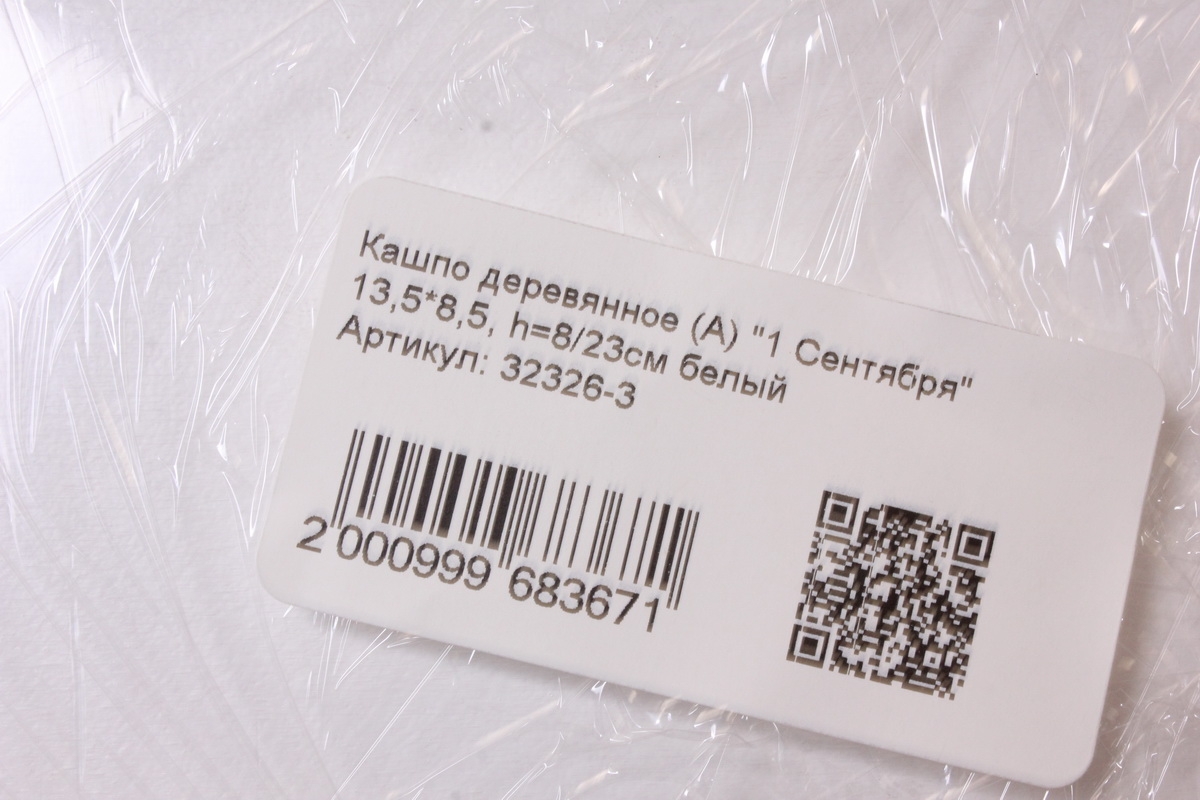 Кашпо деревянное (А) "1 Сентября"
13,5*8,5, h=8/23см белый
Артикул: 32326-3
2 000999 683671